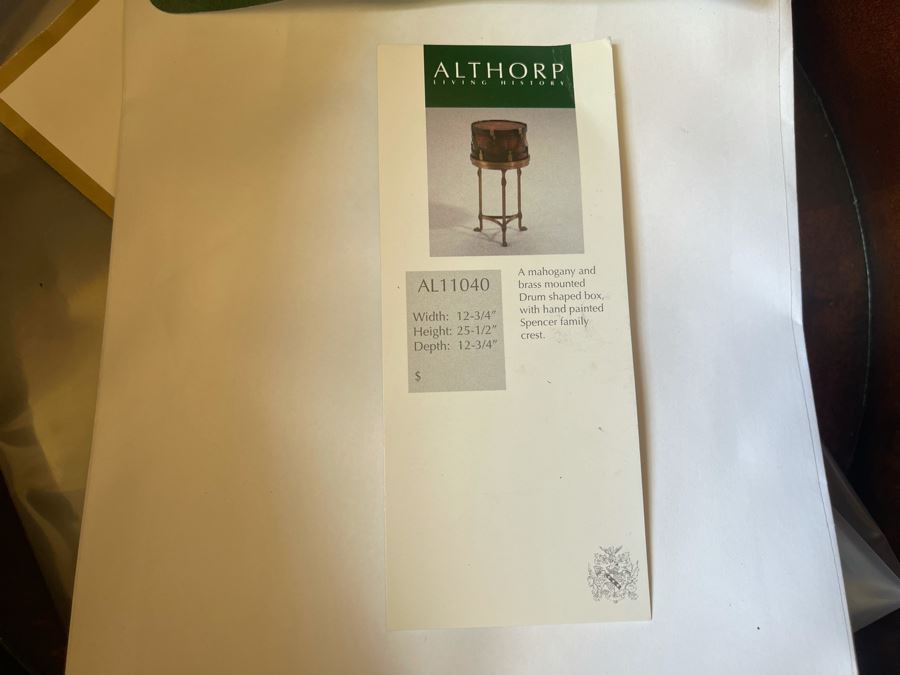 ALTHORP
LIVING HISTORY
AL11040
Width: 12-3/4"
Height: 25-1/2"
Depth: 12-3/4"
$
A mahogany and
brass mounted
Drum shaped box,
with hand painted
Spencer family
crest.